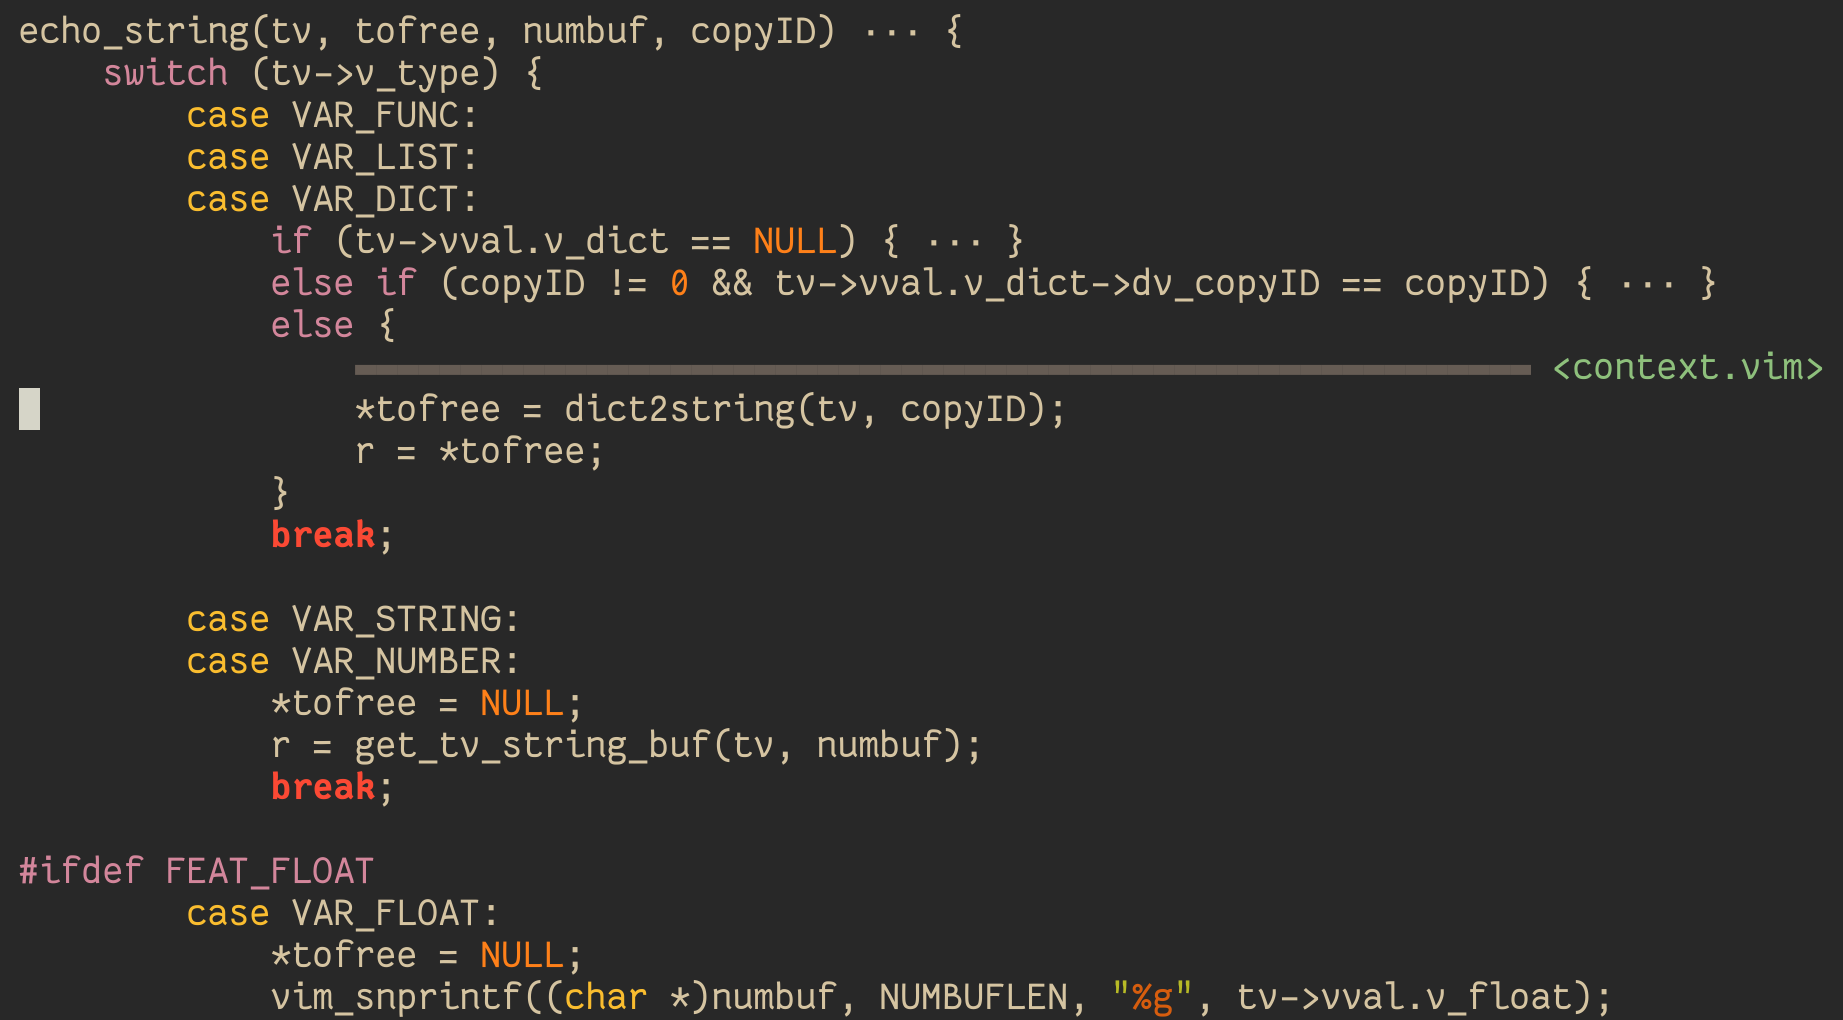 echo_string(tv, tofree, numbuf, copyID) ··· {
    switch (tv->v_type) {
        case VAR_FUNC:
        case VAR_LIST:
        case VAR_DICT:
            if (tv->vval.v_dict == NULL) { ··· }
            else if (copyID != 0 && tv->vval.v_dict->dv_copyID == copyID) { ··· }
            else {
<context.vim>
                *tofree = dict2string(tv, copyID);
                r = *tofree;
            }
            break;

        case VAR_STRING:
        case VAR_NUMBER:
            *tofree = NULL;
            r = get_tv_string_buf(tv, numbuf);
            break;

#ifdef FEAT_FLOAT
        case VAR_FLOAT:
            *tofree = NULL;
            vim_snprintf((char *)numbuf, NUMBUFLEN, "%g", tv->vval.v_float);